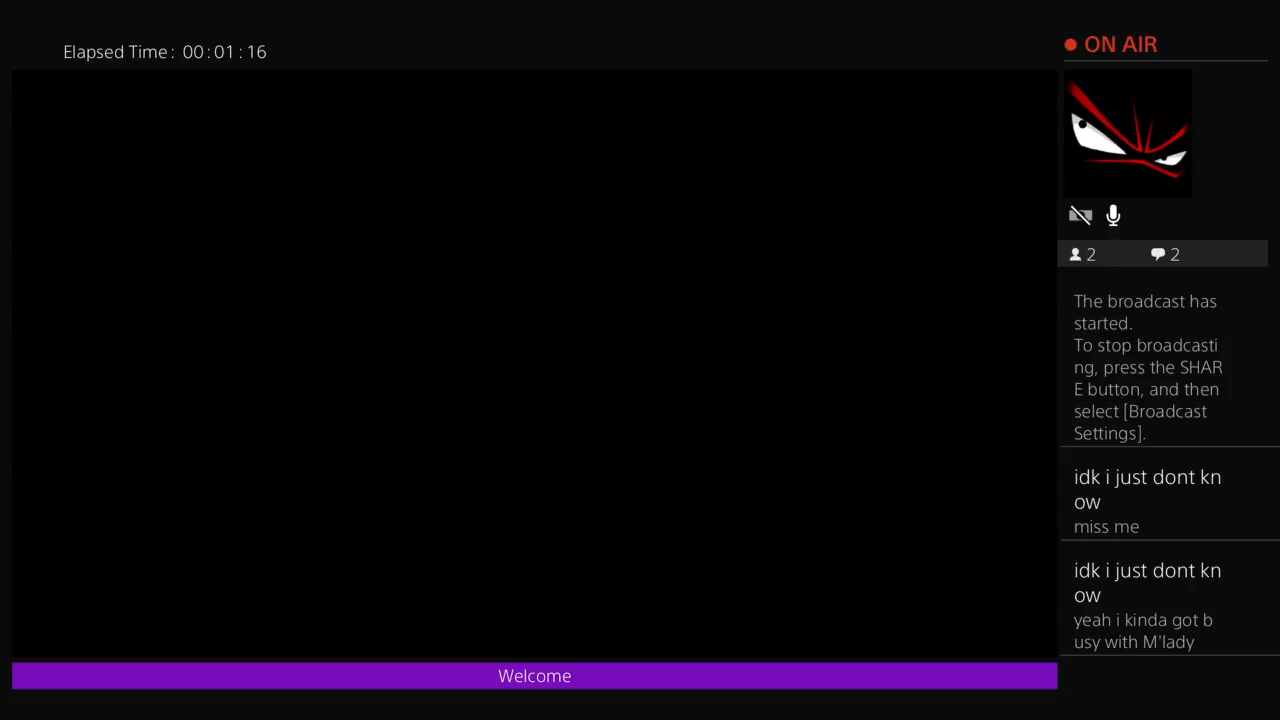 Elapsed Time: 00:01:16
ON AIR
2 2
The broadcast has
started.
To stop broadcasti
ng, press the SHAR
E button, and then
select [Broadcast
Settings].
idk i just dont kn
ow
miss me
idk i just dont kn
ow
yeah i kinda got b
usy with M'lady
Welcome